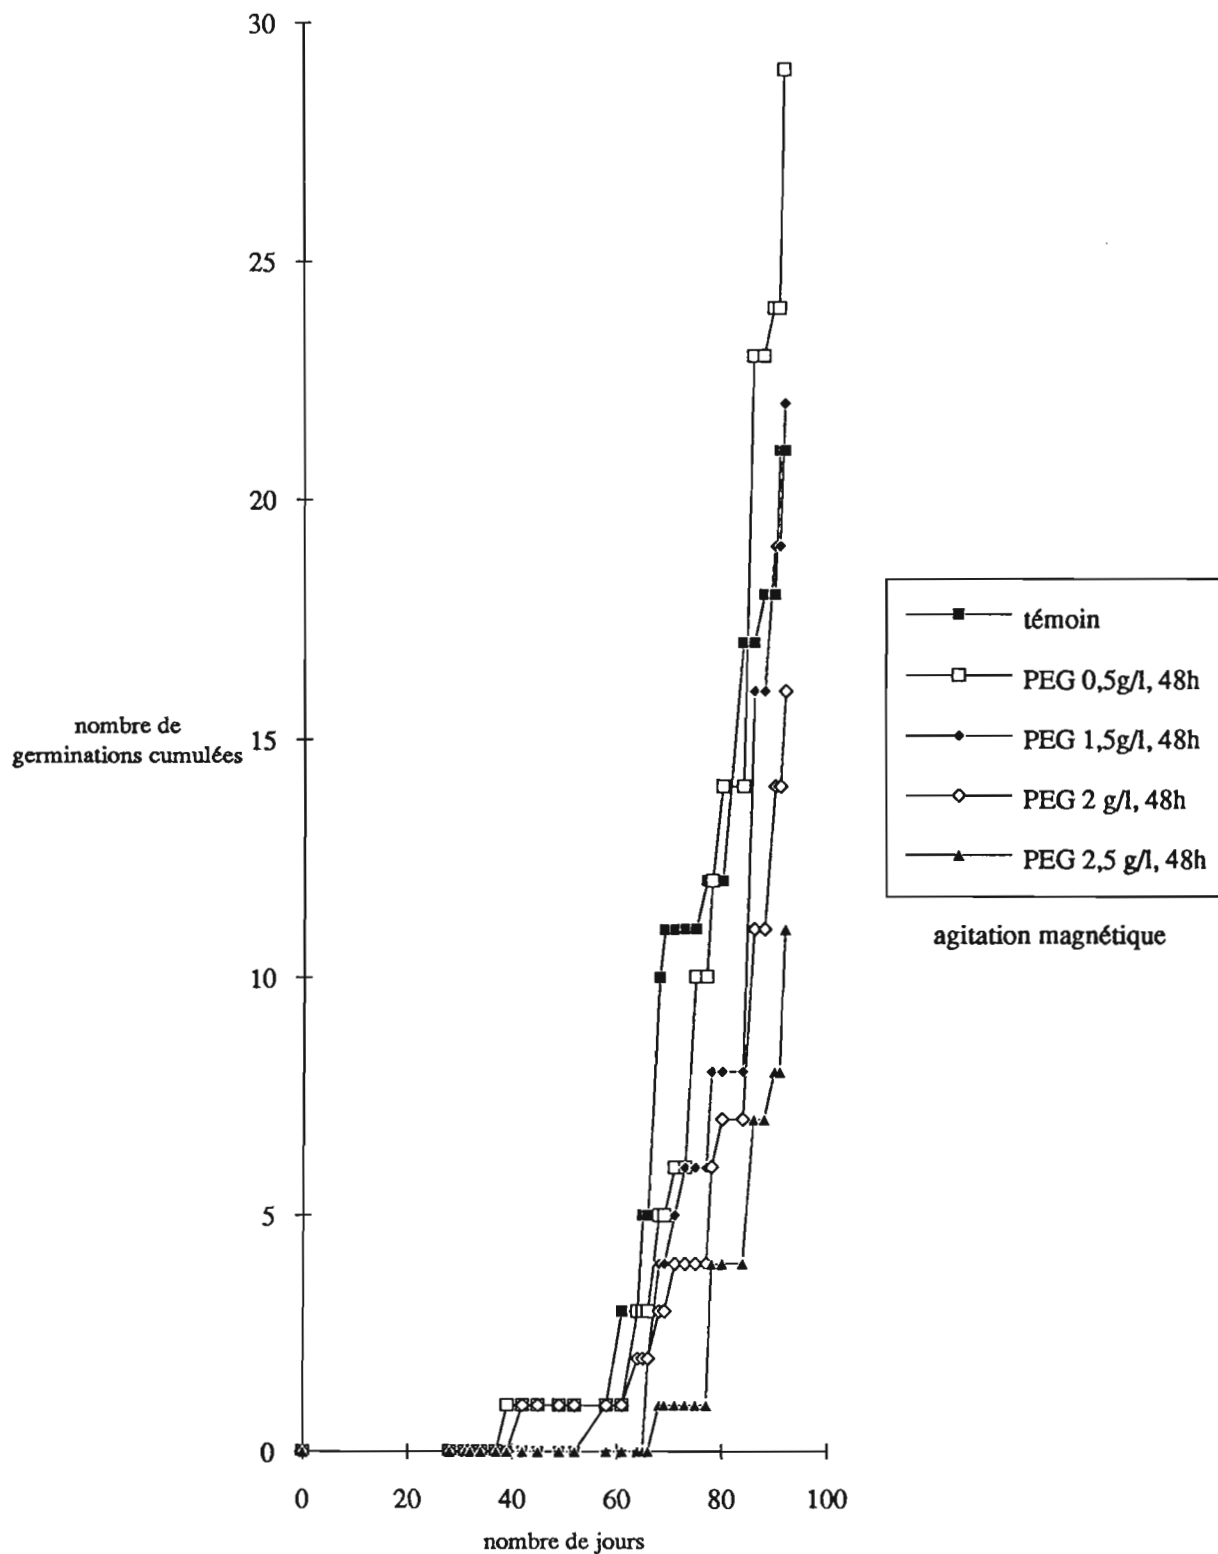 30
25
20
15
10
5
0
nombre de
germinations cumulées
0 20 40 60 80 100
nombre de jours
témoin
PEG 0,5g/l, 48h
PEG 1,5g/l, 48h
PEG 2 g/l, 48h
PEG 2,5 g/l, 48h
agitation magnétique